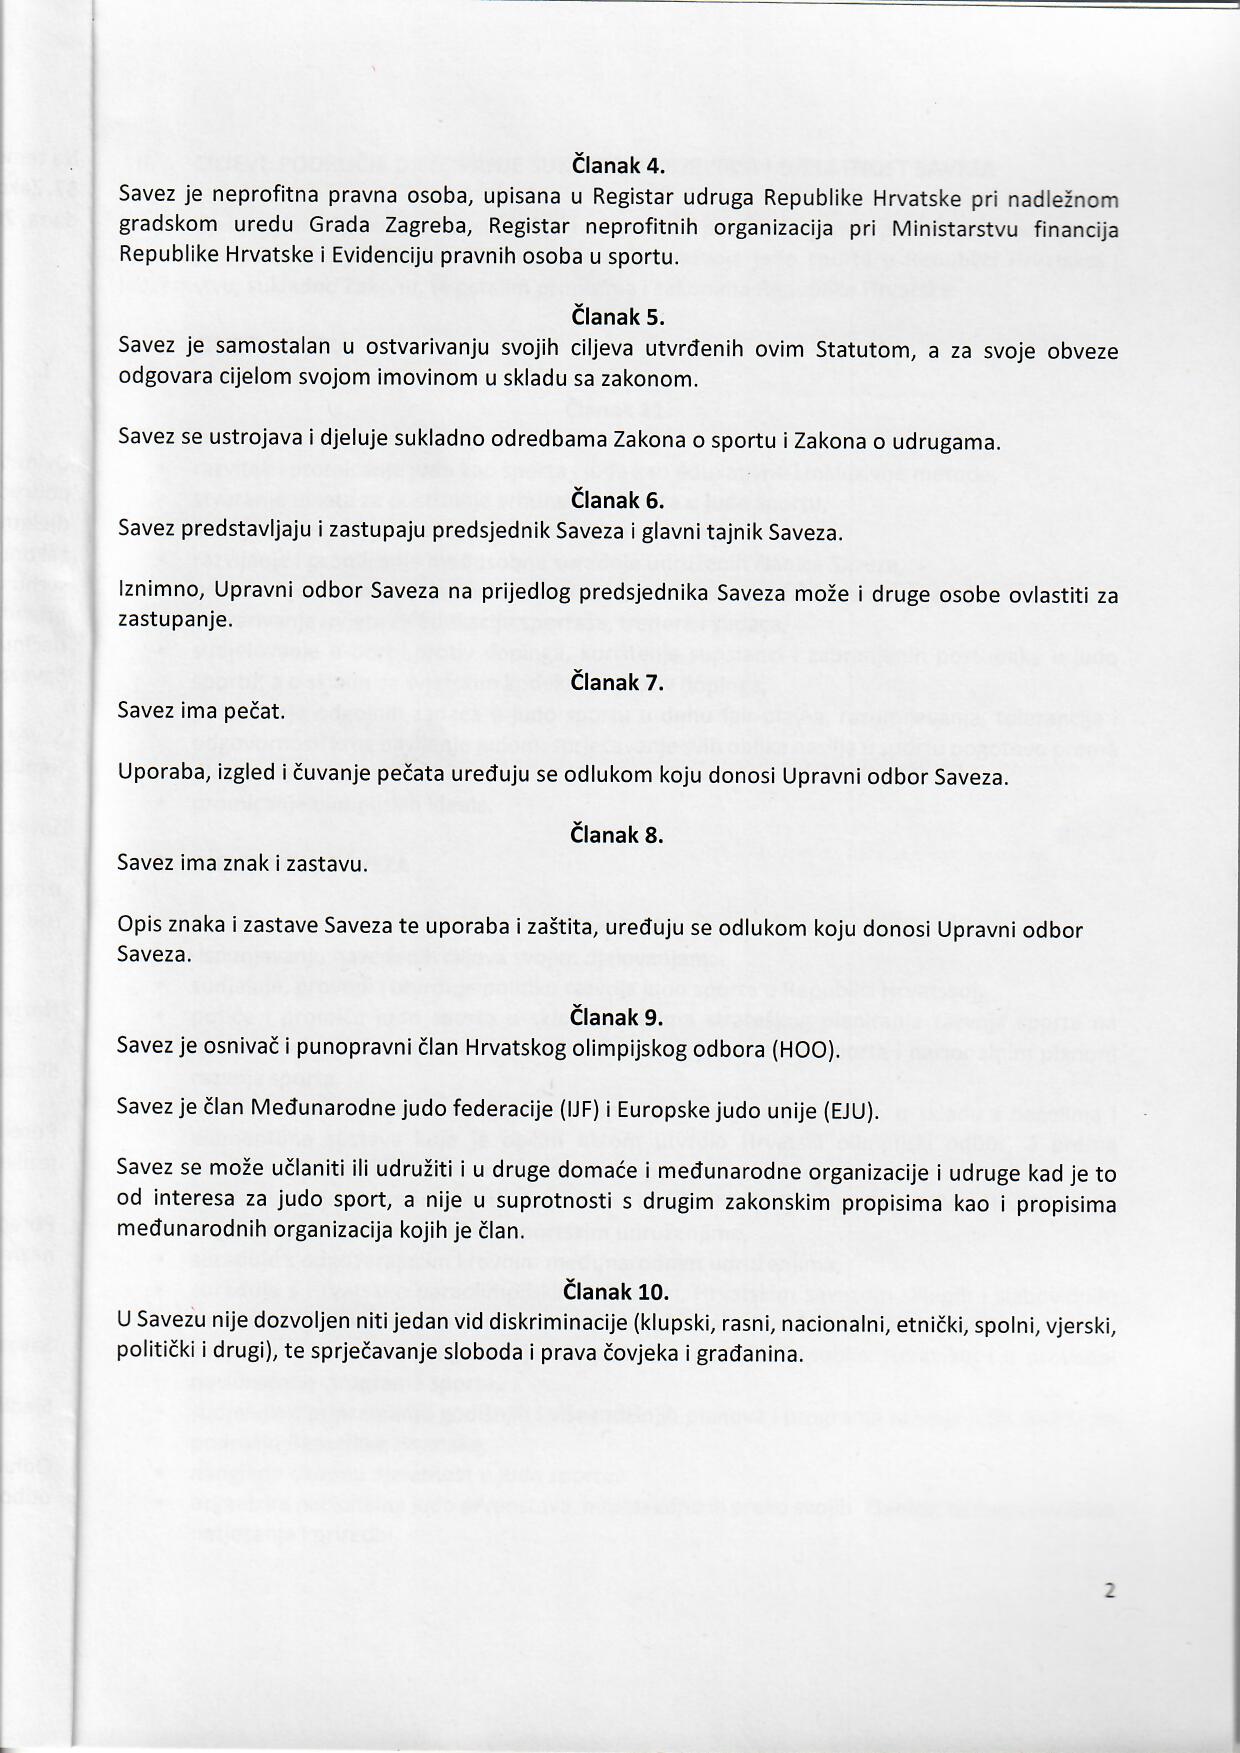 Članak 4.
Savez je neprofitna pravna osoba, upisana u Registar udruga Republike Hrvatske pri nadležnom
gradskom uredu Grada Zagreba, Registar neprofitnih organizacija pri Ministarstvu financija
Republike Hrvatske i Evidenciju pravnih osoba u sportu.
Članak 5.
Savez je samostalan u ostvarivanju svojih ciljeva utvrđenih ovim Statutom, a za svoje obveze
odgovara cijelom svojom imovinom u skladu sa zakonom.
Savez se ustrojava i djeluje sukladno odredbama Zakona o sportu i Zakona o udrugama.
Članak 6.
Savez predstavljaju i zastupaju predsjednik Saveza i glavni tajnik Saveza.
Iznimno, Upravni odbor Saveza na prijedlog predsjednika Saveza može i druge osobe ovlastiti za
zastupanje.
Članak 7.
Savez ima pečat.
Uporaba, izgled i čuvanje pečata uređuju se odlukom koju donosi Upravni odbor Saveza.
Članak 8.
Savez ima znak i zastavu.
Opis znaka i zastave Saveza te uporaba i zaštita, uređuju se odlukom koju donosi Upravni odbor
Saveza.
Članak 9.
Savez je osnivač i punopravni član Hrvatskog olimpijskog odbora (HOO).
Savez je član Međunarodne judo federacije (IJF) i Europske judo unije (EJU).
Savez se može učlaniti ili udružiti i u druge domaće i međunarodne organizacije i udruge kad je to
od interesa za judo sport, a nije u suprotnosti s drugim zakonskim propisima kao i propisima
međunarodnih organizacija kojih je član.
Članak 10.
U Savezu nije dozvoljen niti jedan vid diskriminacije (klupski, rasni, nacionalni, etnički, spolni, vjerski,
politički i drugi), te sprječavanje sloboda i prava čovjeka i građanina.
2